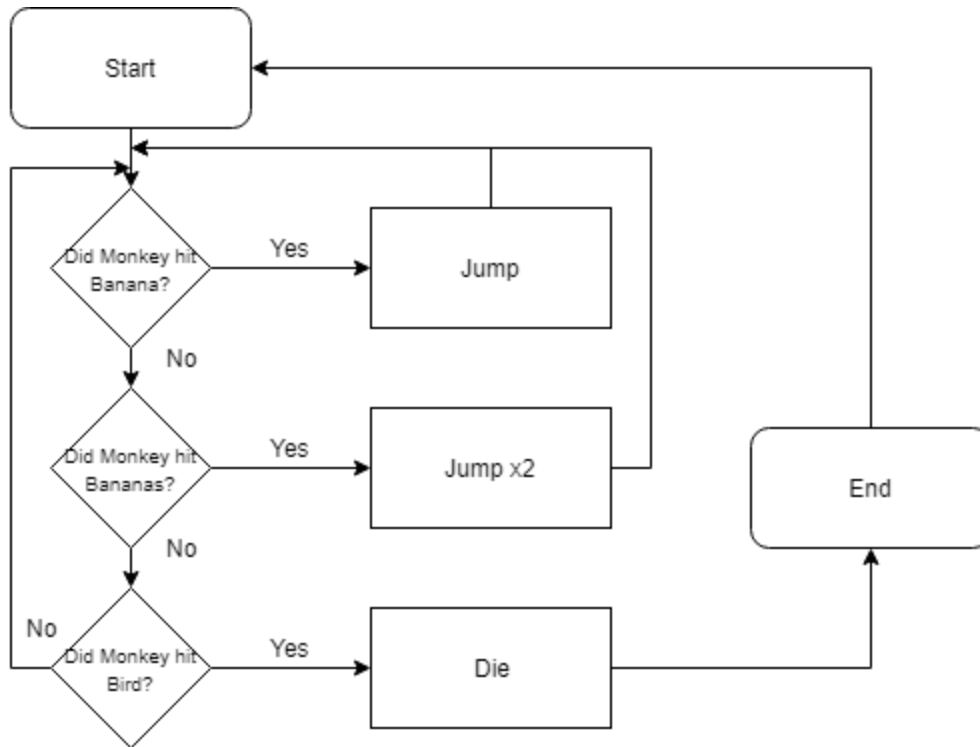 Start
Did Monkey hit
Banana?
Yes
Jump
No
Did Monkey hit
Bananas?
Yes
Jump x2
End
No
Did Monkey hit
Bird?
No
Yes
Die